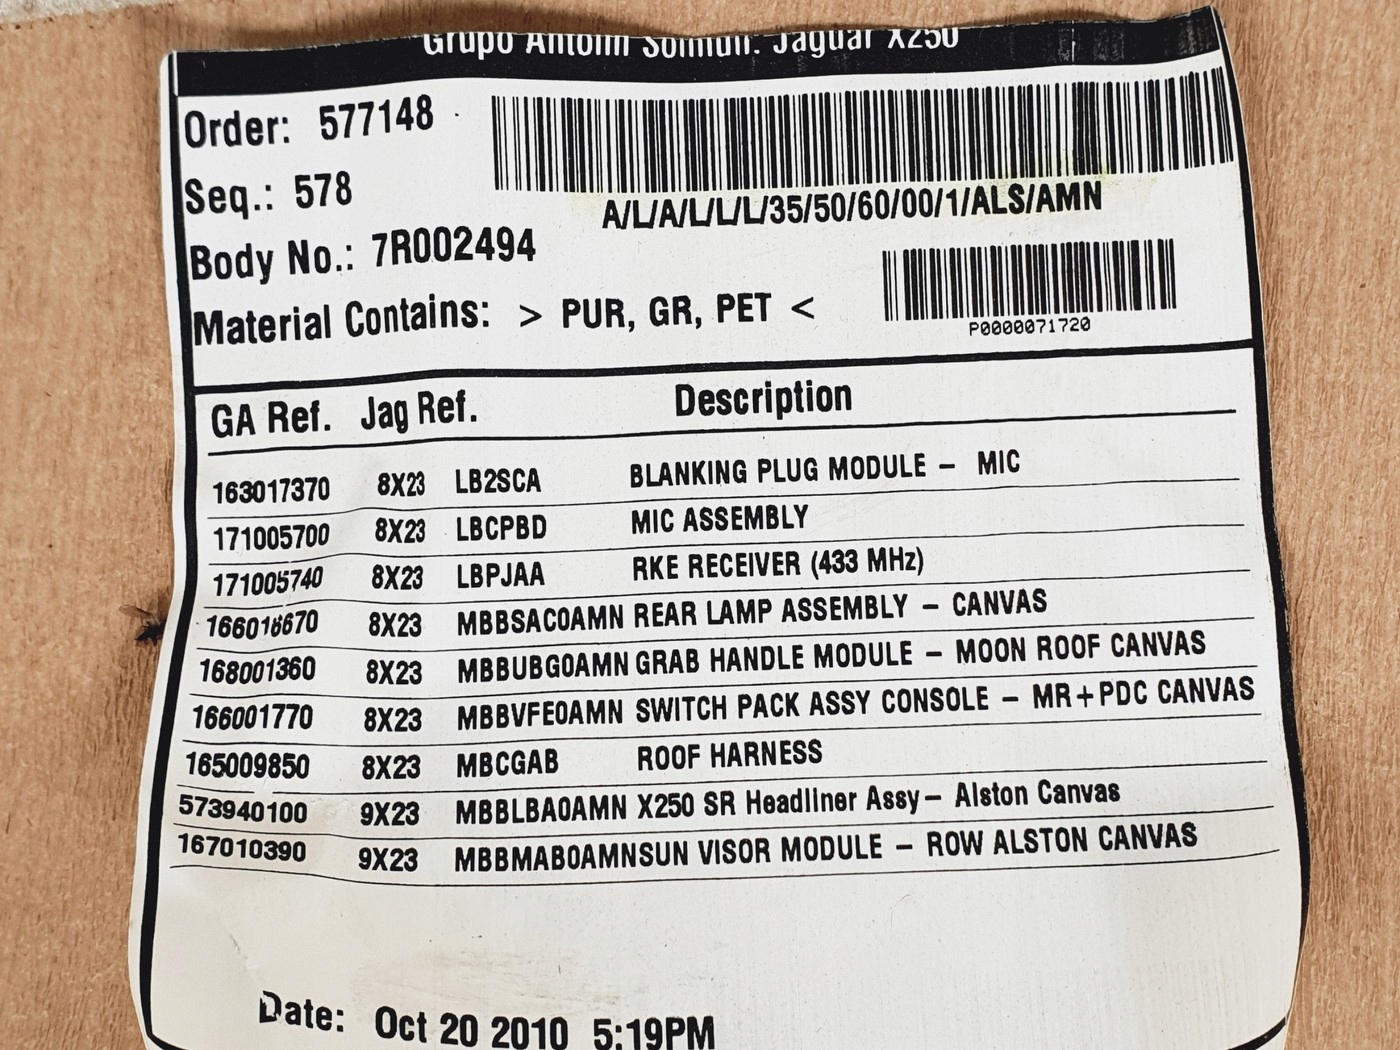 Grupo Antolin Solihull: Jaguar X250
Order: 577148
Seq.: 578
A/L/A/L/L/L/35/50/60/00/1/ALS/AMN
Body No.: 7R002494
Material Contains: > PUR, GR, PET <
P0000071720
GA Ref. Jag Ref. Description
163017370 8X23 LB2SCA BLANKING PLUG MODULE – MIC
171005700 8X23 LBCPBD MIC ASSEMBLY
171005740 8X23 LBPJAA RKE RECEIVER (433 MHz)
166016670 8X23 MBBSAC0AMN REAR LAMP ASSEMBLY – CANVAS
168001360 8X23 MBBUBG0AMN GRAB HANDLE MODULE – MOON ROOF CANVAS
166001770 8X23 MBBVFE0AMN SWITCH PACK ASSY CONSOLE – MR+PDC CANVAS
165009850 8X23 MBCGAB ROOF HARNESS
573940100 9X23 MBBLBA0AMN X250 SR Headliner Assy– Alston Canvas
167010390 9X23 MBBMAB0AMNSUN VISOR MODULE – ROW ALSTON CANVAS
Date: Oct 20 2010 5:19PM